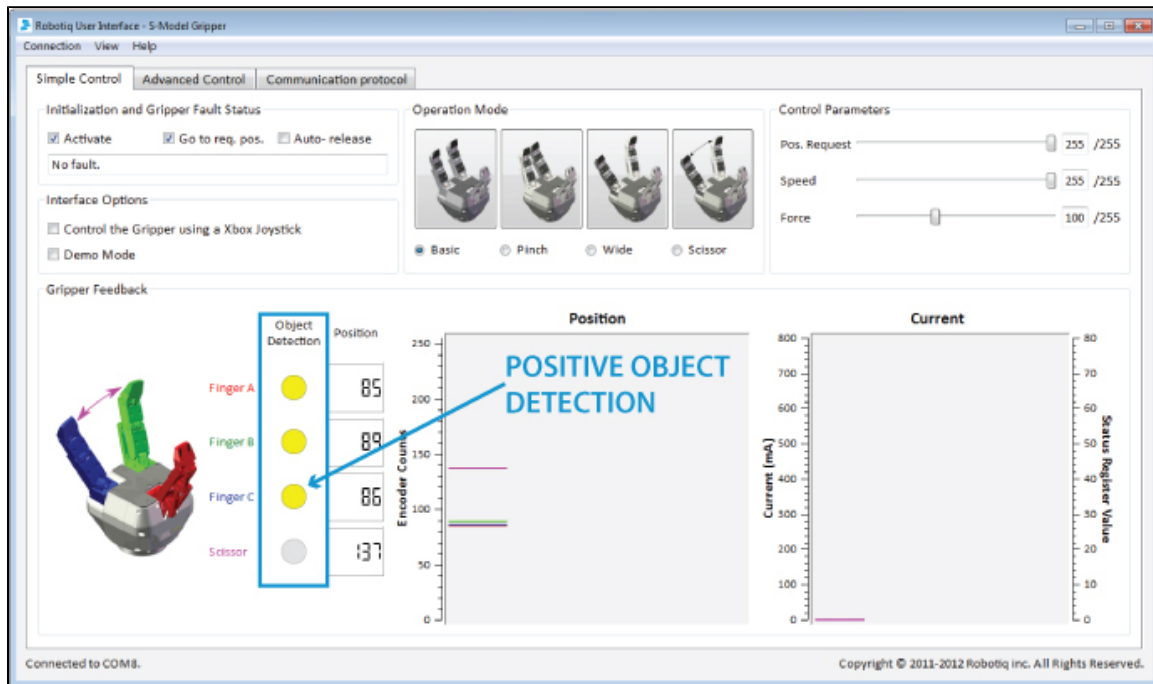 Robotiq User Interface - S-Model Gripper
Connection View Help
Simple Control Advanced Control Communication protocol
Initialization and Gripper Fault Status
Activate Go to req. pos. Auto- release
No fault.
Interface Options
Control the Gripper using a Xbox Joystick
Demo Mode
Operation Mode
Basic Pinch Wide Scissor
Control Parameters
Pos. Request 255 /255
Speed 255 /255
Force 100 /255
Gripper Feedback
Object
Detection
Position
Finger A 85
Finger B 89
Finger C 86
Scissor 137
Position
250
200
150
100
50
0
Encoder Counts
POSITIVE OBJECT
DETECTION
Current
800
700
600
500
400
300
200
100
0
Current (mA)
80
70
60
50
40
30
20
10
0
Status Register Value
Connected to COM8.
Copyright © 2011-2012 Robotiq inc. All Rights Reserved.